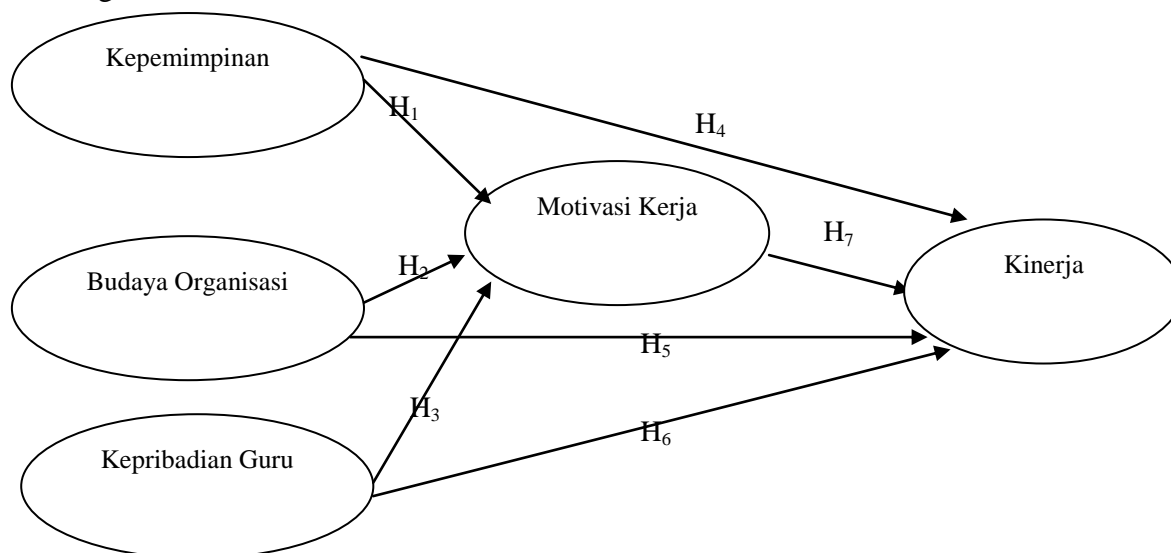 Kepemimpinan
H₁
H₄
Motivasi Kerja
H₇
Budaya Organisasi
H₂
Kinerja
H₅
H₃
H₆
Kepribadian Guru